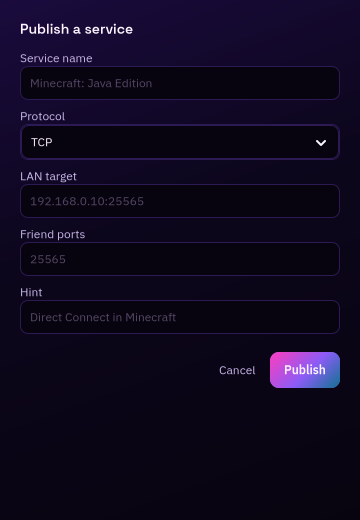 Publish a service
Service name
Minecraft: Java Edition
Protocol
TCP
LAN target
192.168.0.10:25565
Friend ports
25565
Hint
Direct Connect in Minecraft
Cancel
Publish